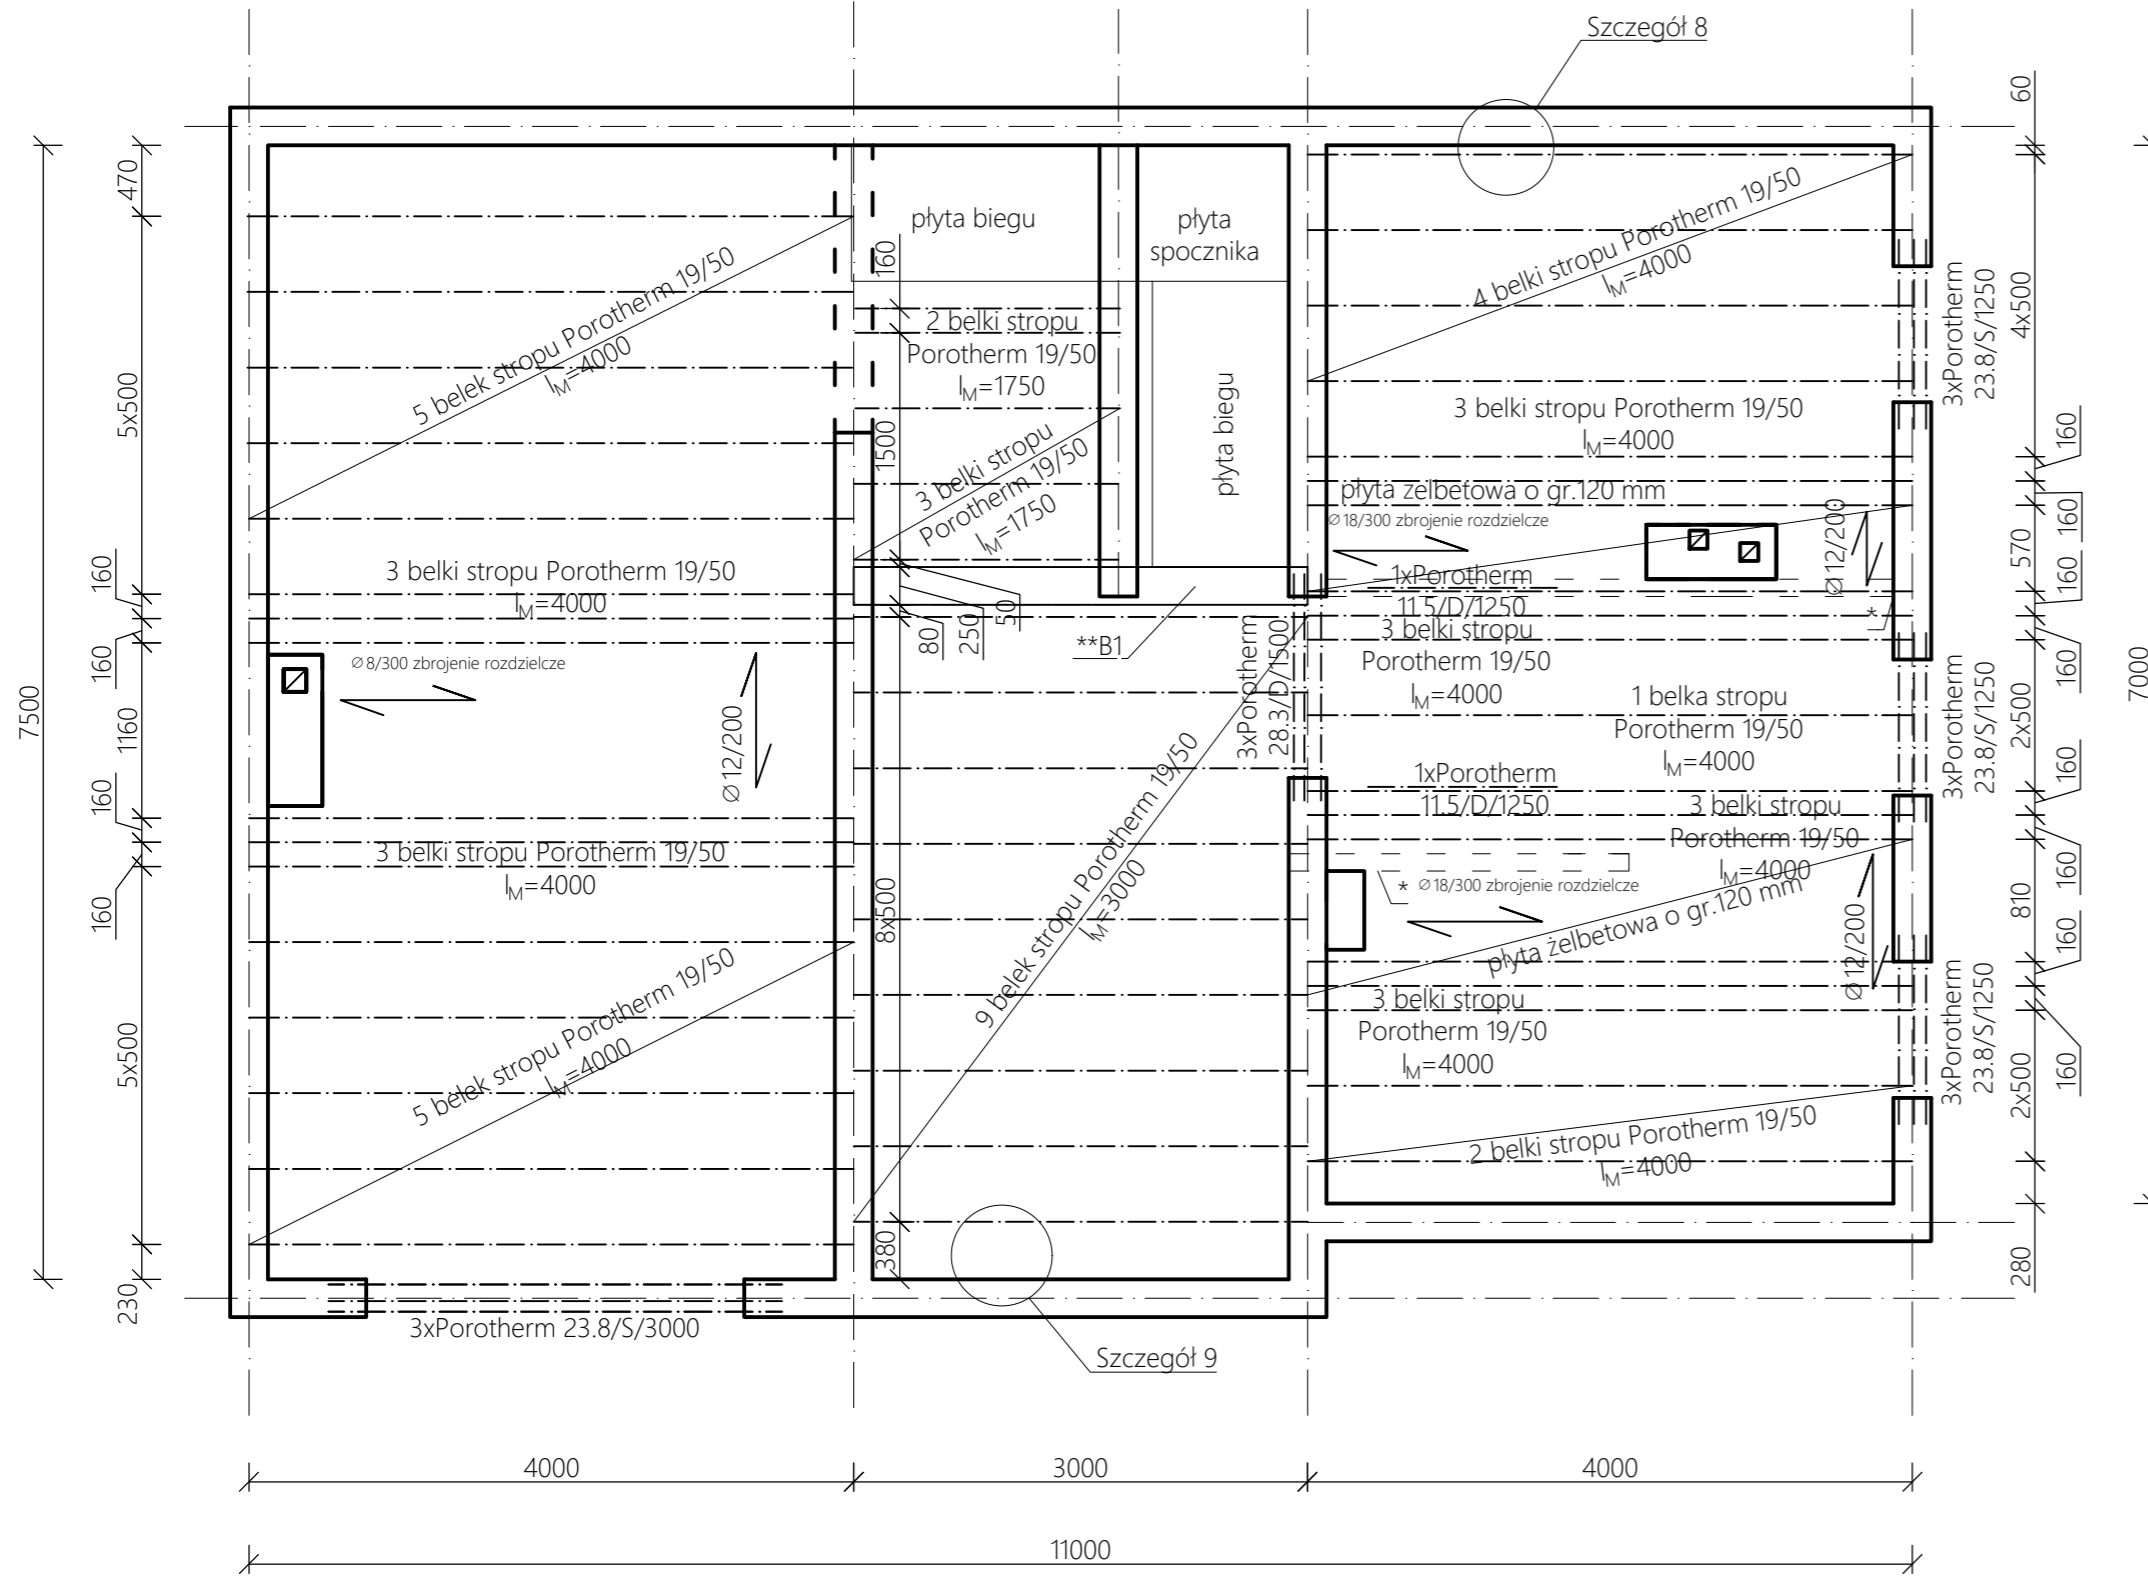 Szczegół 8
60
470
płyta biegu
płyta
spocznika
160
5 belek stropu Porotherm 19/50
lM=4000
2 belki stropu
Porotherm 19/50
lM=1750
4 belki stropu Porotherm 19/50
lM=4000
3xPorotherm
23.8/S/1250
4x500
5x500
płyta biegu
3 belki stropu Porotherm 19/50
lM=4000
160
1500
3 belki stropu
Porotherm 19/50
lM=1750
płyta żelbetowa o gr.120 mm
∅18/300 zbrojenie rozdzielcze
∅12/200
160
570
160
160
3 belki stropu Porotherm 19/50
lM=4000
1xPorotherm
11.5/D/1250
*
80
250
50
**B1
3xPorotherm
28.3/D/1500
3 belki stropu
Porotherm 19/50
lM=4000
160
160
∅8/300 zbrojenie rozdzielcze
∅12/200
7500
1160
1 belka stropu
Porotherm 19/50
lM=4000
3xPorotherm
23.8/S/1250
2x500
7000
160
1xPorotherm
11.5/D/1250
160
3 belki stropu
Porotherm 19/50
lM=4000
3 belki stropu Porotherm 19/50
lM=4000
160
160
810
8x500
9 belek stropu Porotherm 19/50
lM=3000
*
∅18/300 zbrojenie rozdzielcze
płyta żelbetowa o gr.120 mm
∅12/200
160
5 belek stropu Porotherm 19/50
lM=4000
5x500
3 belki stropu
Porotherm 19/50
lM=4000
3xPorotherm
23.8/S/1250
2x500
160
2 belki stropu Porotherm 19/50
lM=4000
380
280
230
3xPorotherm 23.8/S/3000
Szczegół 9
4000
3000
4000
11000